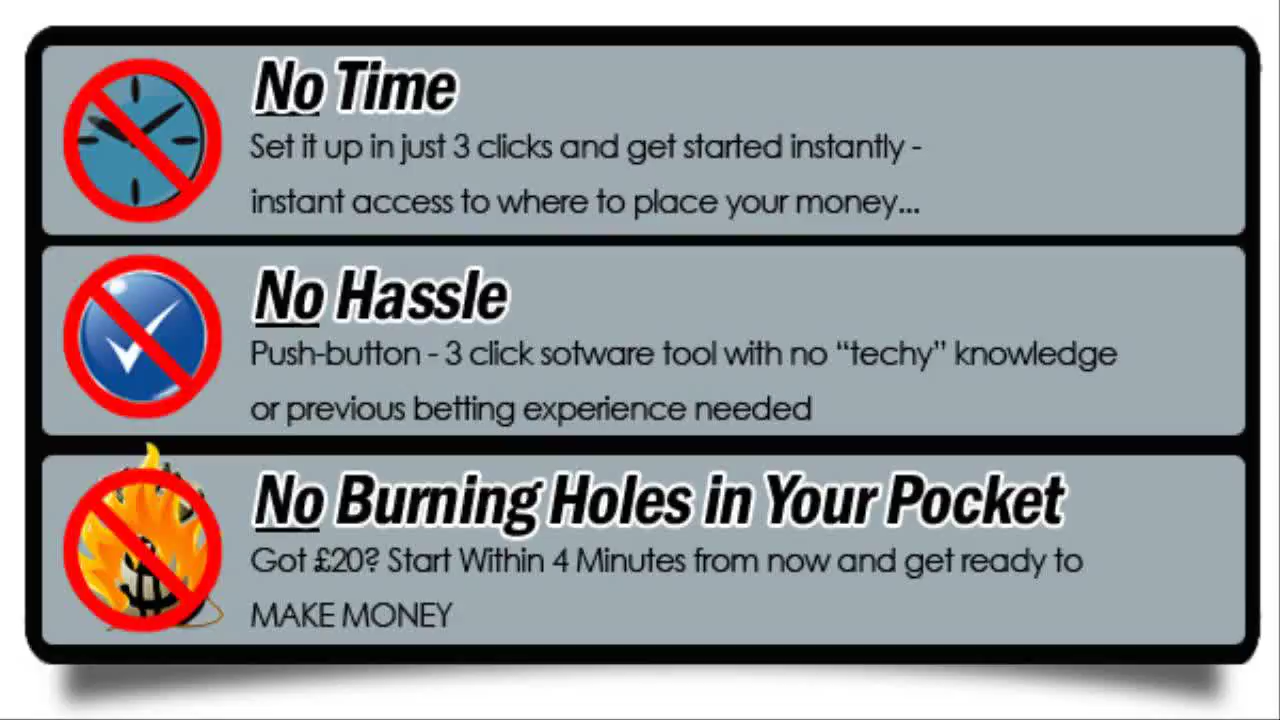 No Time
Set it up in just 3 clicks and get started instantly -
instant access to where to place your money...
No Hassle
Push-button - 3 click sotware tool with no “techy” knowledge
or previous betting experience needed
No Burning Holes in Your Pocket
Got £20? Start Within 4 Minutes from now and get ready to
MAKE MONEY